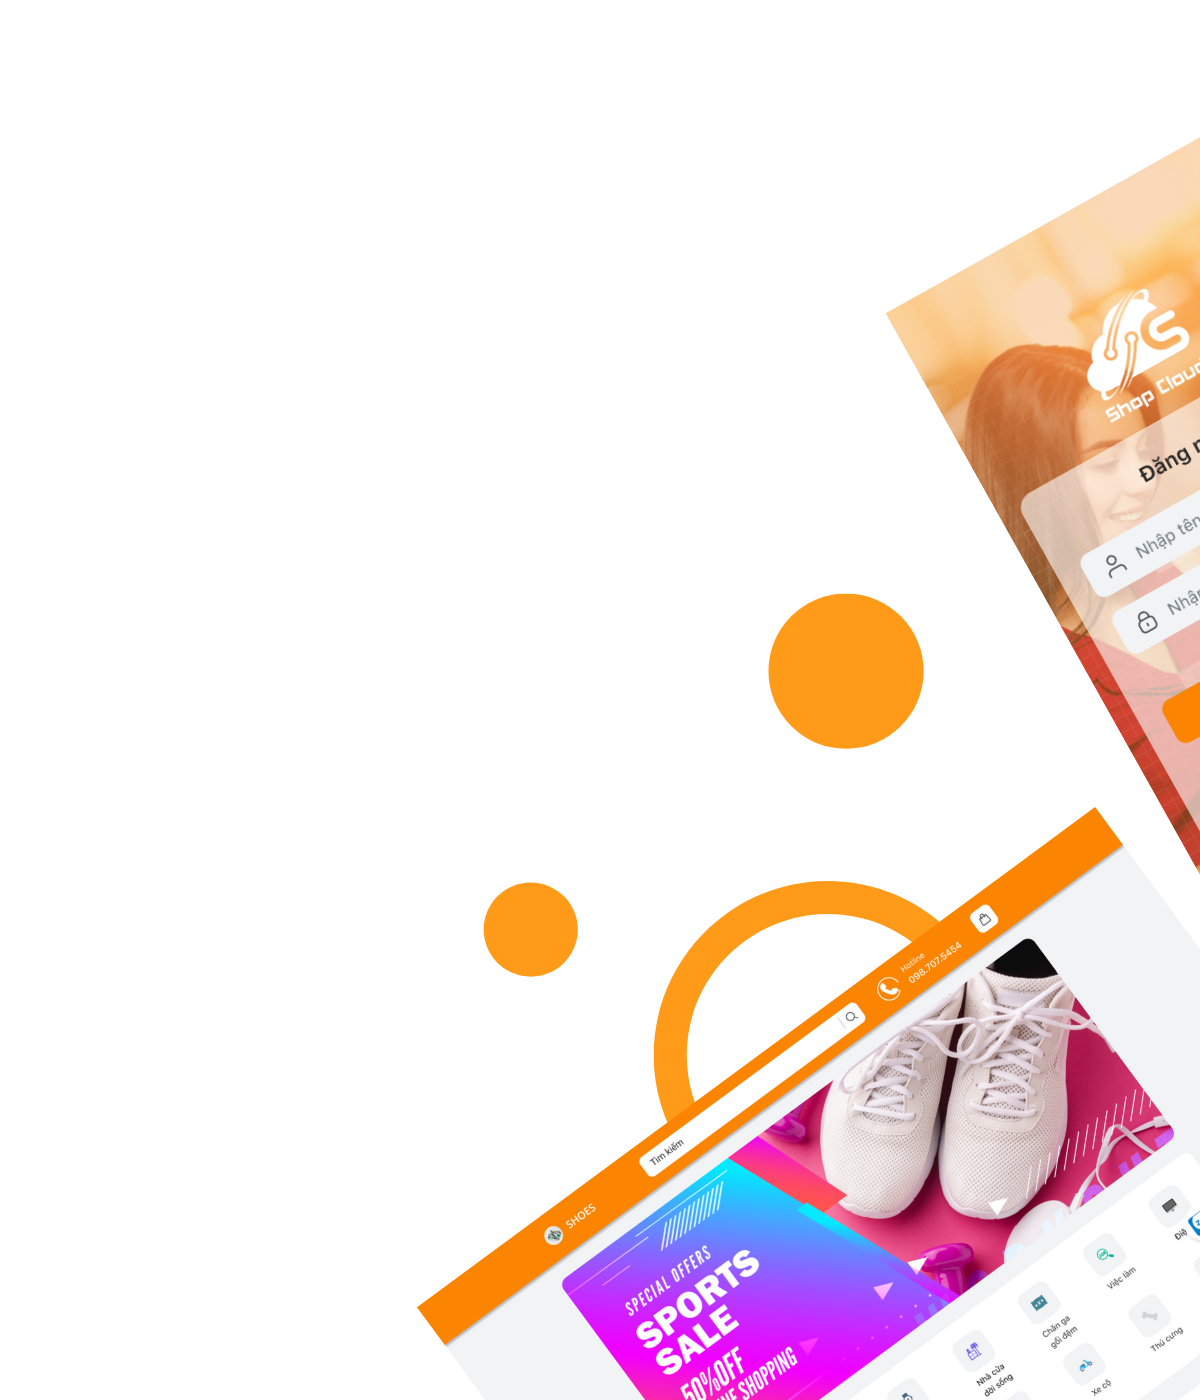 Shop Cloud
Đăng
Nhập tên
Hotline
098.707.5454
Tìm kiếm
SHOES
SPECIAL OFFERS
SPORTS
SALE
50%OFF
SHOPPING
Việc làm
Chăn ga
gối đệm
Thú cưng
Nhà cửa
đời sống
Xe cộ